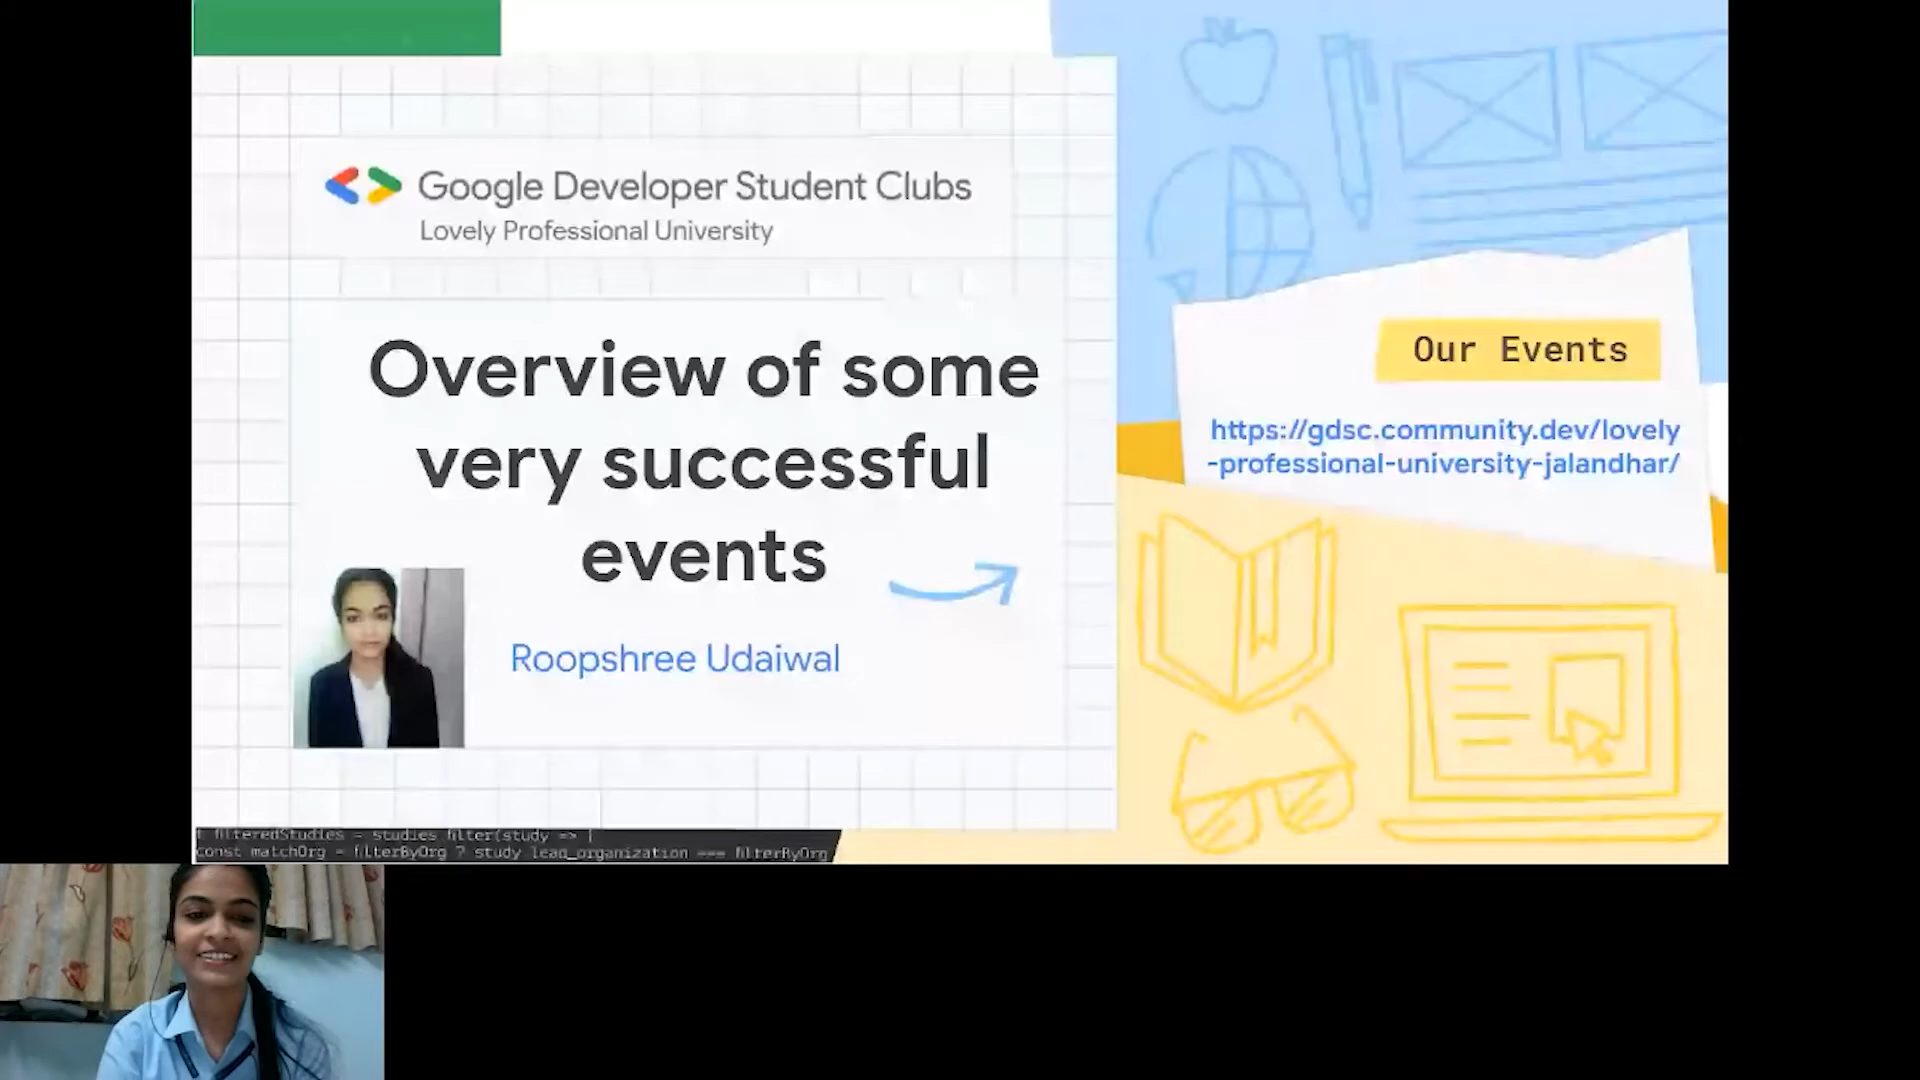 Google Developer Student Clubs
Lovely Professional University
Overview of some
very successful
events
Roopshree Udaiwal
Our Events
https://gdsc.community.dev/lovely
-professional-university-jalandhar/
filteredStudies = studies filter(study =>
const matchOrg = filterByOrg ? study lead_organization === filterByOrg